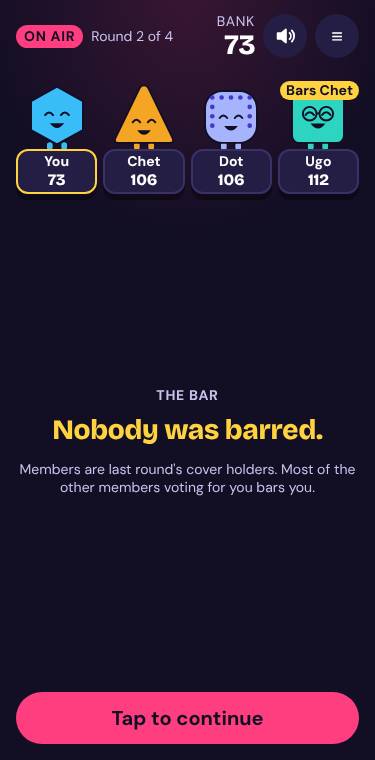 ON AIR
Round 2 of 4
BANK
73
Bars Chet
You
73
Chet
106
Dot
106
Ugo
112
THE BAR
Nobody was barred.
Members are last round's cover holders. Most of the
other members voting for you bars you.
Tap to continue